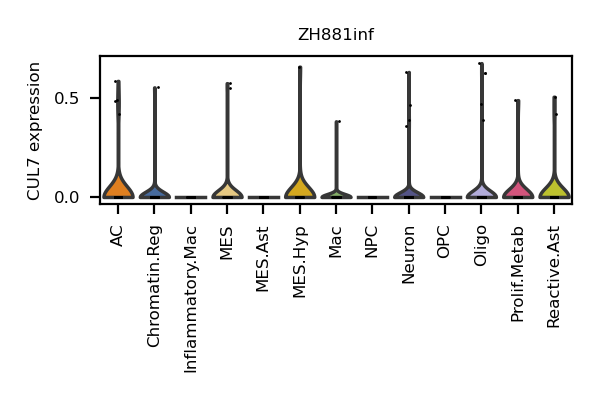 ZH881inf
CUL7 expression
0.5
0.0
AC
Chromatin.Reg
Inflammatory.Mac
MES
MES.Ast
MES.Hyp
Mac
NPC
Neuron
OPC
Oligo
Prolif.Metab
Reactive.Ast